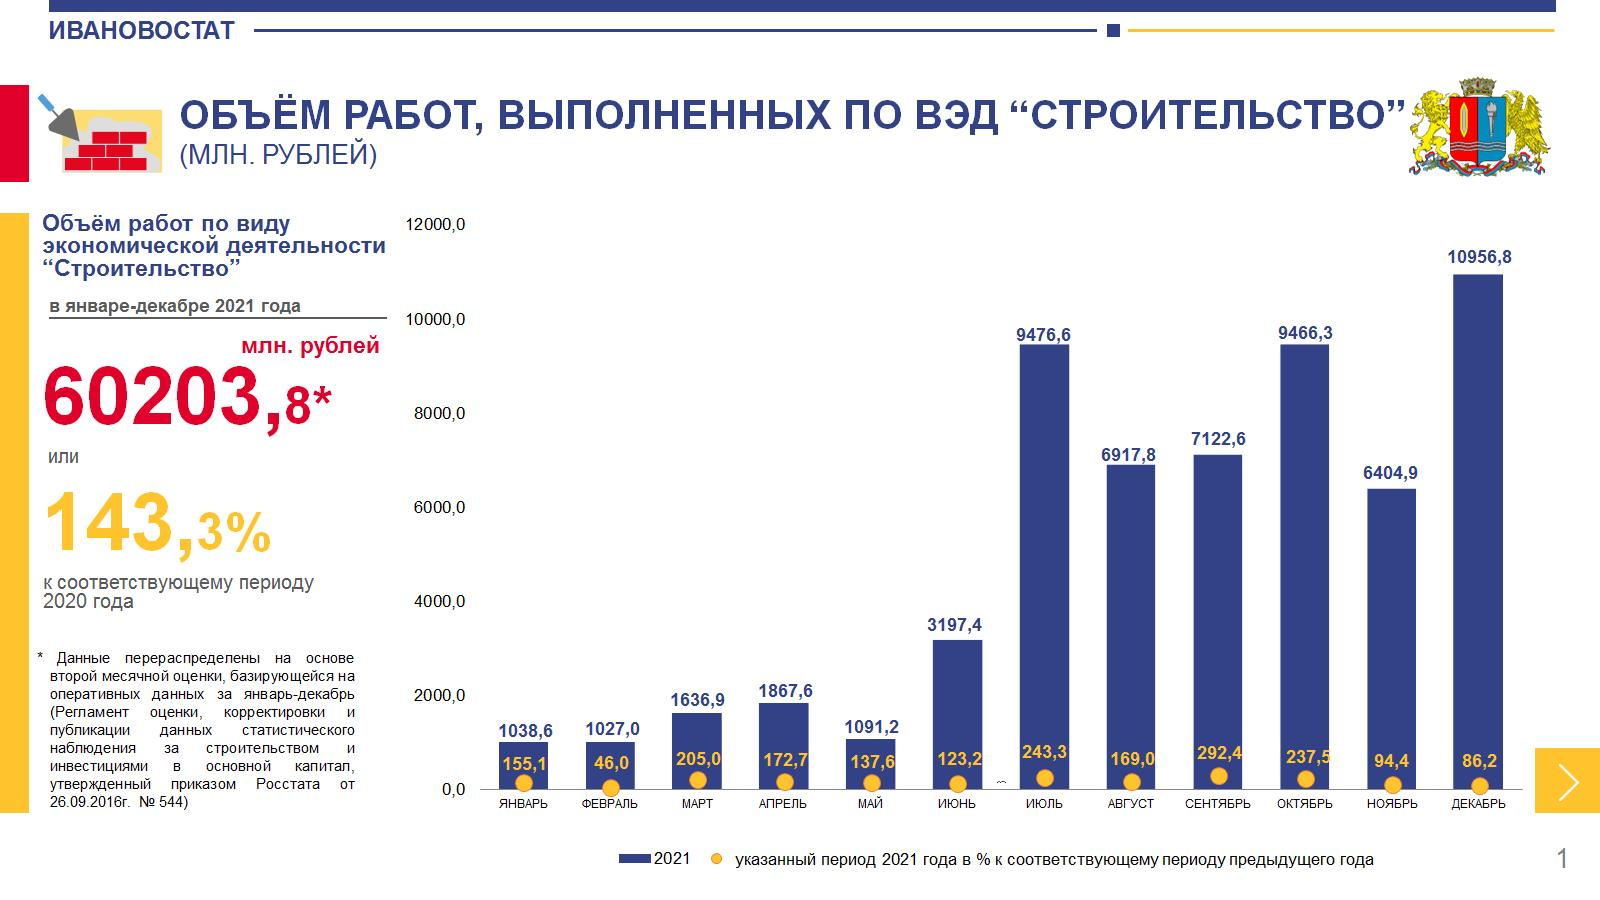 ИВАНОВОСТАТ
ОБЪЁМ РАБОТ, ВЫПОЛНЕННЫХ ПО ВЭД “СТРОИТЕЛЬСТВО”
(МЛН. РУБЛЕЙ)
Объём работ по виду
экономической деятельности
“Строительство”
в январе-декабре 2021 года
млн. рублей
60203,8*
или
143,3%
к соответствующему периоду
2020 года
* Данные перераспределены на основе
второй месячной оценки, базирующейся на
оперативных данных за январь-декабрь
(Регламент оценки, корректировки и
публикации данных статистического
наблюдения за строительством и
инвестициями в основной капитал,
утвержденный приказом Росстата от
26.09.2016г. № 544)
12000,0
10000,0
8000,0
6000,0
4000,0
2000,0
0,0
1038,6
1027,0
1636,9
1867,6
1091,2
3197,4
9476,6
6917,8
7122,6
9466,3
6404,9
10956,8
155,1
46,0
205,0
172,7
137,6
123,2
243,3
169,0
292,4
237,5
94,4
86,2
ЯНВАРЬ
ФЕВРАЛЬ
МАРТ
АПРЕЛЬ
МАЙ
ИЮНЬ
ИЮЛЬ
АВГУСТ
СЕНТЯБРЬ
ОКТЯБРЬ
НОЯБРЬ
ДЕКАБРЬ
2021
указанный период 2021 года в % к соответствующему периоду предыдущего года
1